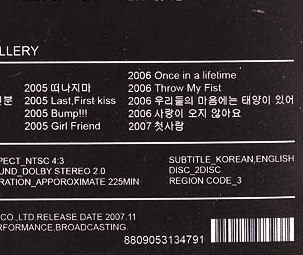 LLERY
2006 Once in a lifetime
2005 떠나지마 2006 Throw My Fist
전분 2005 Last,First kiss 2006 우리들의 마음에는 태양이 있어
2005 Bump!!! 2006 사랑이 오지 않아요
2005 Girl Friend 2007 첫사랑
PECT_NTSC 4:3 SUBTITLE_KOREAN,ENGLISH
UND_DOLBY STEREO 2.0 DISC_2DISC
RATION_APPOROXIMATE 225MIN REGION CODE_3
CO.,LTD.RELEASE DATE 2007.11
RFORMANCE,BROADCASTING.
8809053134791